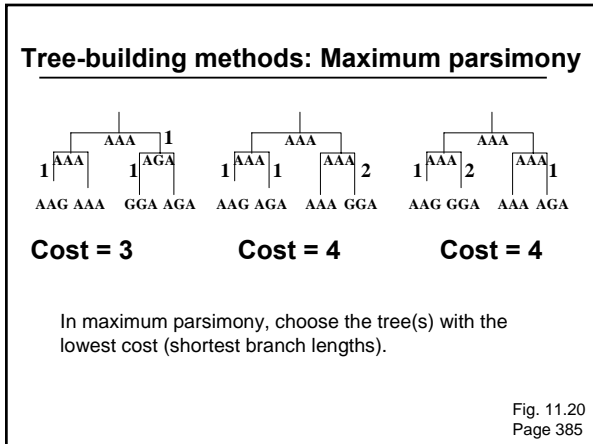 Tree-building methods: Maximum parsimony
AAA 1 AAA AAA
1 AAA 1 AGA 1 AAA 1 AAA 2 1 AAA 2 AAA 1
AAG AAA GGA AGA AAG AGA AAA GGA AAG GGA AAA AGA
Cost = 3 Cost = 4 Cost = 4
In maximum parsimony, choose the tree(s) with the
lowest cost (shortest branch lengths).
Fig. 11.20
Page 385